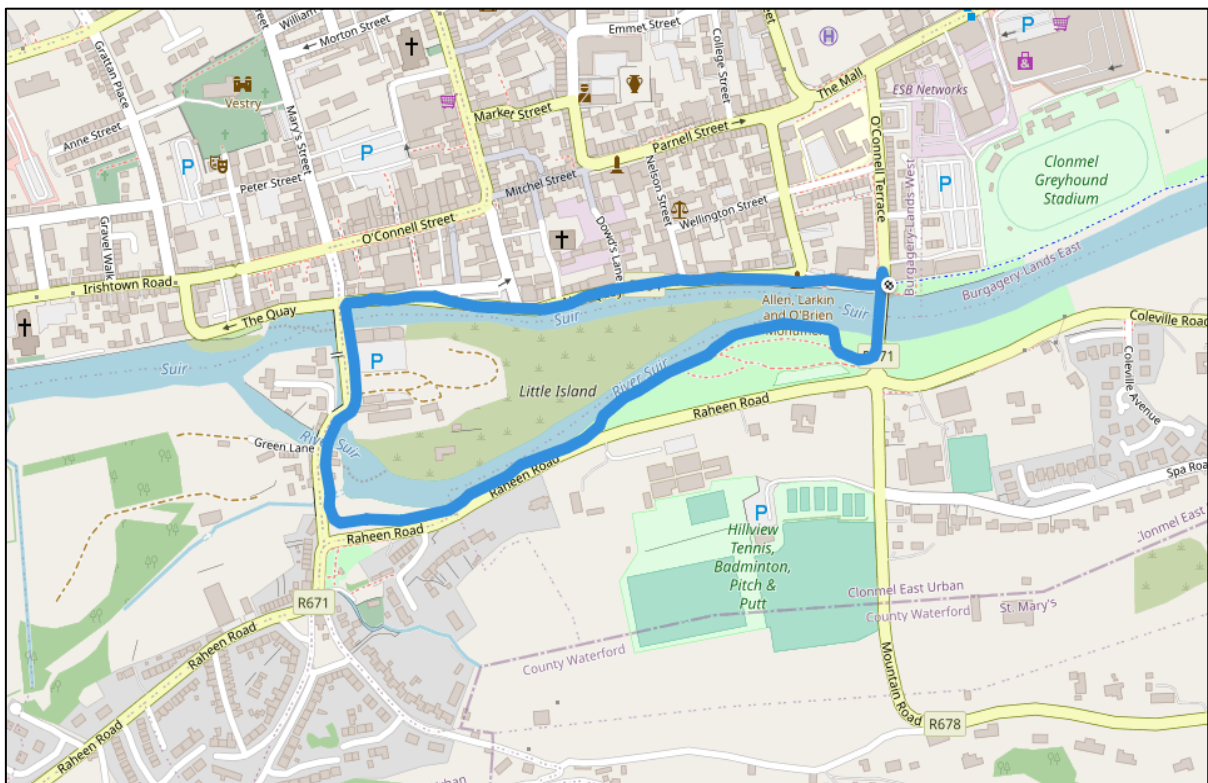 William
Morton Street
Grattan Place
Vestry
Anne Street
Mary's Street
Peter Street
P
P
Gravel Walk
Irishtown Road
The Quay
O'Connell Street
Market Street
Mitchel Street
Emmet Street
College Street
Parnell Street
Nelson Street
Dowd's Lane
Wellington Street
The Mall
H
P
ESB Networks
O'Connell Terrace
Burgagery-Lands West
P
Clonmel
Greyhound
Stadium
Burgagery-Lands East
Suir
Allen, Larkin
and O'Brien
Suir
Suir
P
Little Island
River Suir
Raheen Road
Coleville Road
Coleville Avenue
Green Lane
Raheen Road
Raheen Road
P
Spa Roa
Hillview
Tennis,
Badminton,
Pitch &
Putt
Clonmel East
Clonmel East Urban
County Waterford
St. Mary's
R671
Raheen Road
County Waterford
Mountain Road
R678
Raheen Road